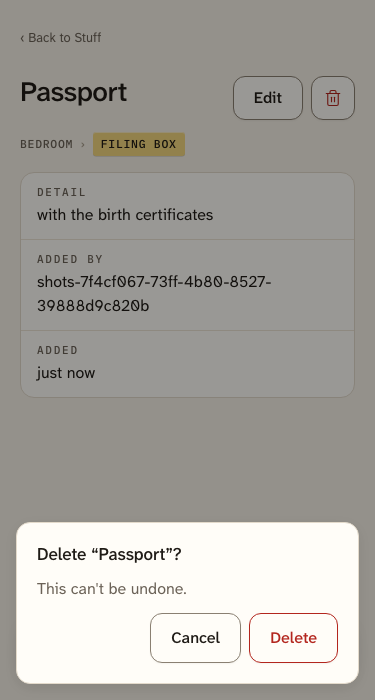 ‹ Back to Stuff
Passport
Edit
BEDROOM › FILING BOX
DETAIL
with the birth certificates
ADDED BY
shots-7f4cf067-73ff-4b80-8527-
39888d9c820b
ADDED
just now
Delete “Passport”?
This can't be undone.
Cancel
Delete